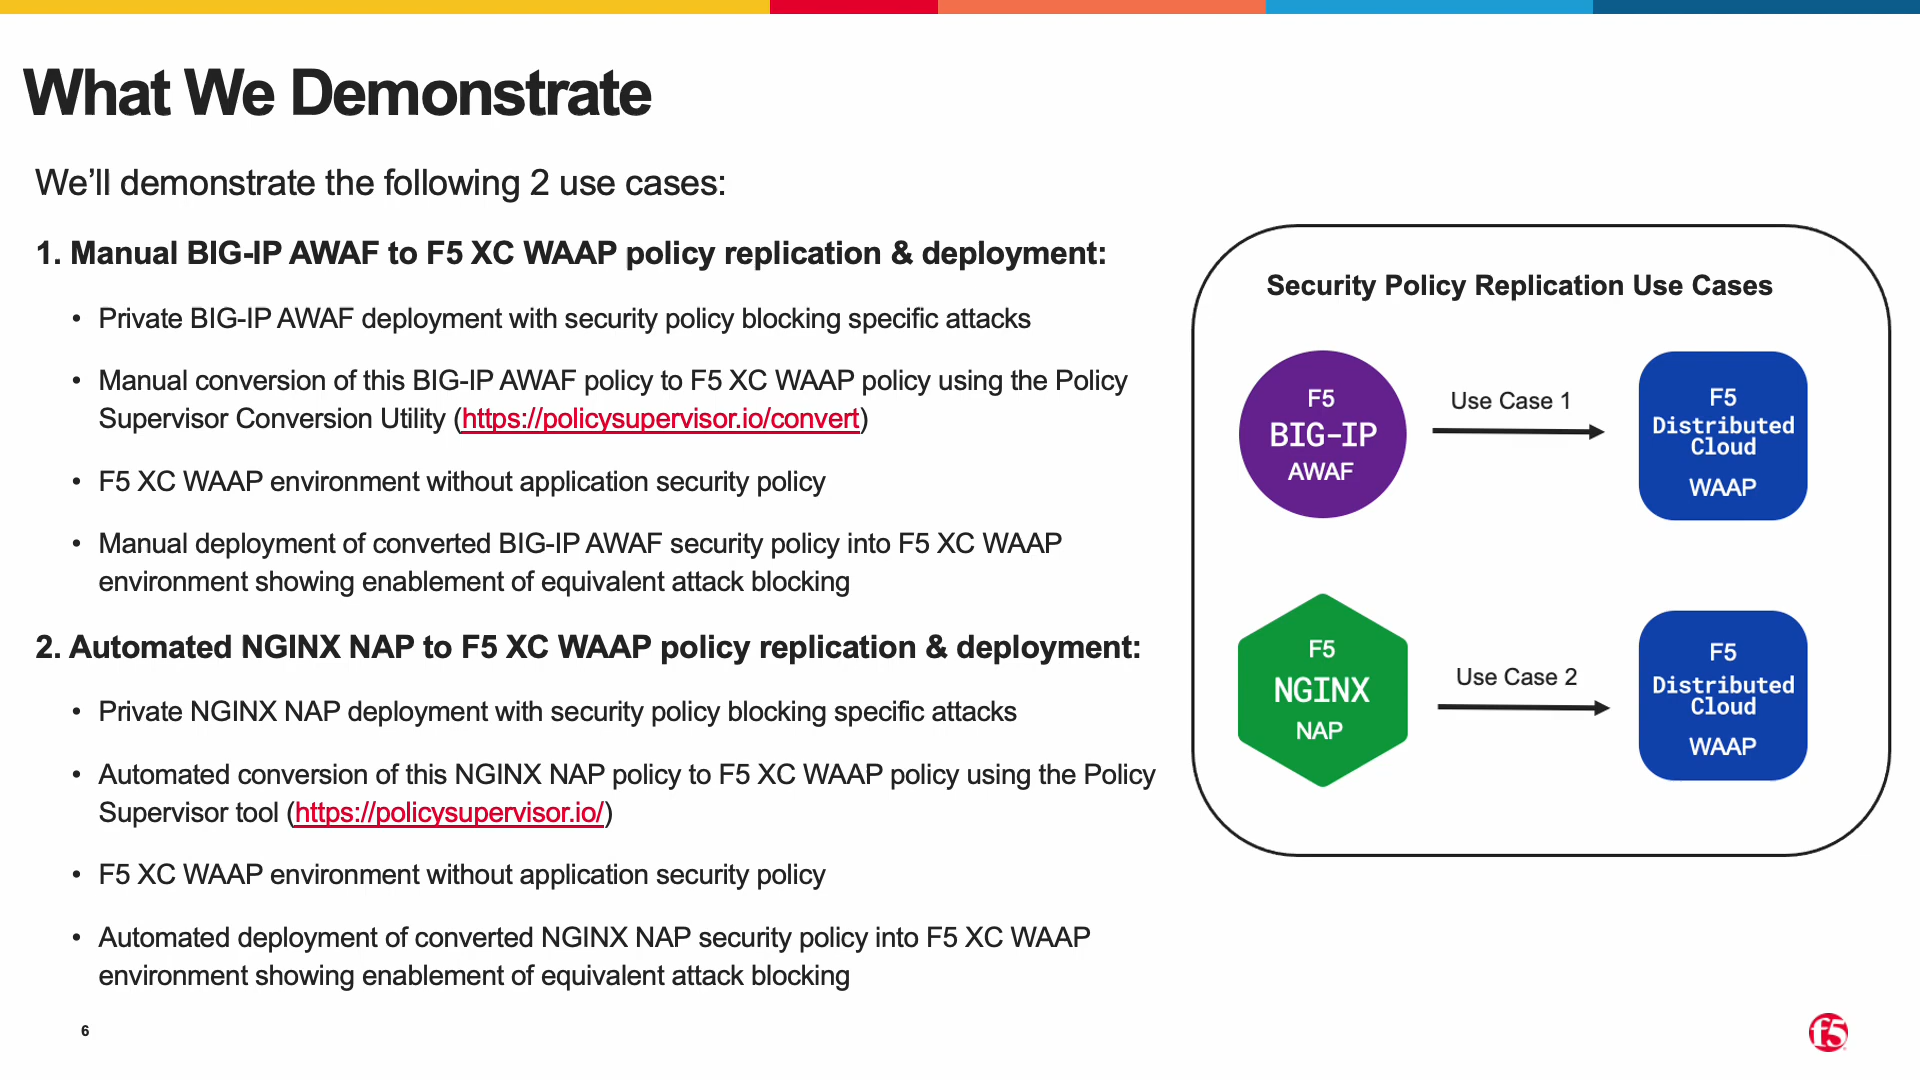 What We Demonstrate
We’ll demonstrate the following 2 use cases:
1. Manual BIG-IP AWAF to F5 XC WAAP policy replication & deployment:
• Private BIG-IP AWAF deployment with security policy blocking specific attacks
• Manual conversion of this BIG-IP AWAF policy to F5 XC WAAP policy using the Policy
Supervisor Conversion Utility (https://policysupervisor.io/convert)
• F5 XC WAAP environment without application security policy
• Manual deployment of converted BIG-IP AWAF security policy into F5 XC WAAP
environment showing enablement of equivalent attack blocking
2. Automated NGINX NAP to F5 XC WAAP policy replication & deployment:
• Private NGINX NAP deployment with security policy blocking specific attacks
• Automated conversion of this NGINX NAP policy to F5 XC WAAP policy using the Policy
Supervisor tool (https://policysupervisor.io/)
• F5 XC WAAP environment without application security policy
• Automated deployment of converted NGINX NAP security policy into F5 XC WAAP
environment showing enablement of equivalent attack blocking
Security Policy Replication Use Cases
F5
BIG-IP
AWAF
Use Case 1
F5
Distributed
Cloud
WAAP
F5
NGINX
NAP
Use Case 2
F5
Distributed
Cloud
WAAP
6
f5